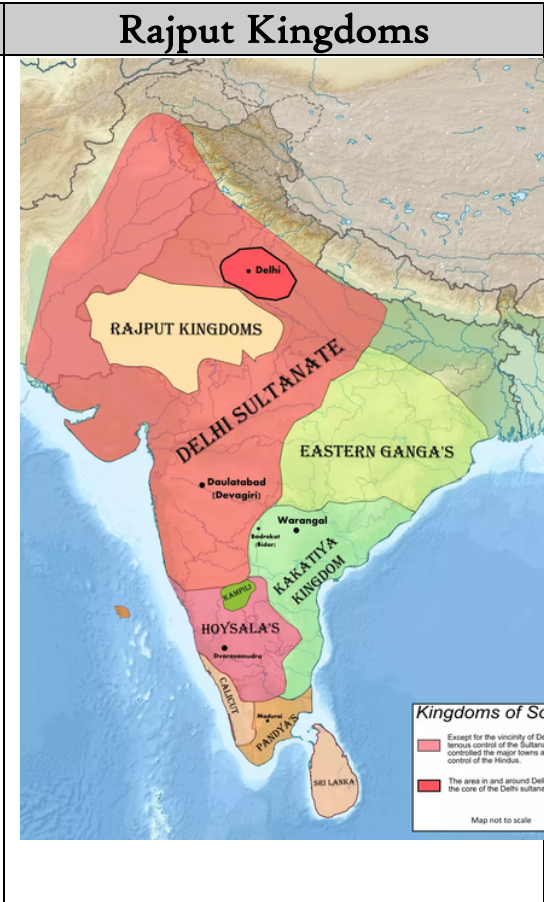 Rajput Kingdoms
Delhi
RAJPUT KINGDOMS
DELHI SULTANATE
EASTERN GANGA'S
Daulatabad
(Devagiri)
Warangal
Badrakot
(Bidar)
KAKATIYA
KINGDOM
KAMPILI
HOYSALA'S
Dvarasamudra
CALICUT
Madurai
PANDYA'S
SRI LANKA
Kingdoms of So
Except for the vincinity of De
tenous control of the Sultana
controlled the major towns a
control of the Hindus.
The area in and around Delh
the core of the Delhi sultana
Map not to scale